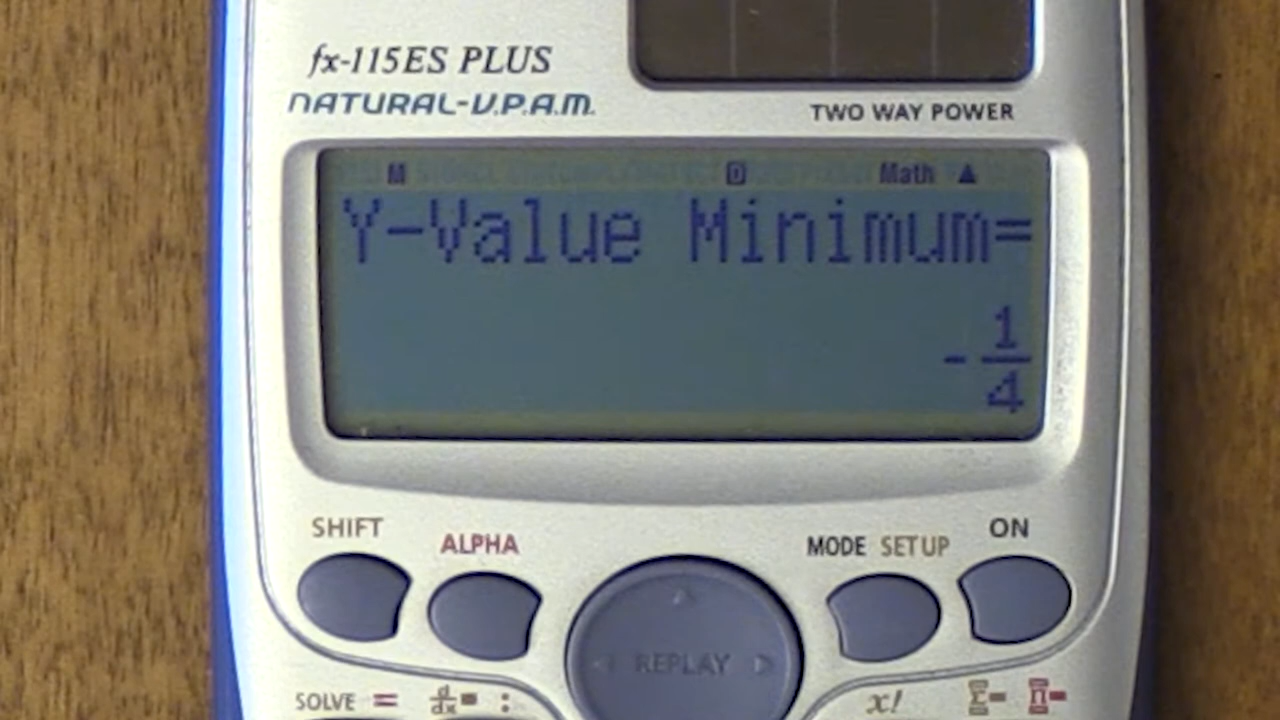 fx-115ES PLUS
NATURAL-V.P.A.M.
TWO WAY POWER
M D Math ▲
Y-Value Minimum=
-1/4
SHIFT
ALPHA
MODE SETUP
ON
REPLAY
SOLVE = d/dx :
x! Σ Π